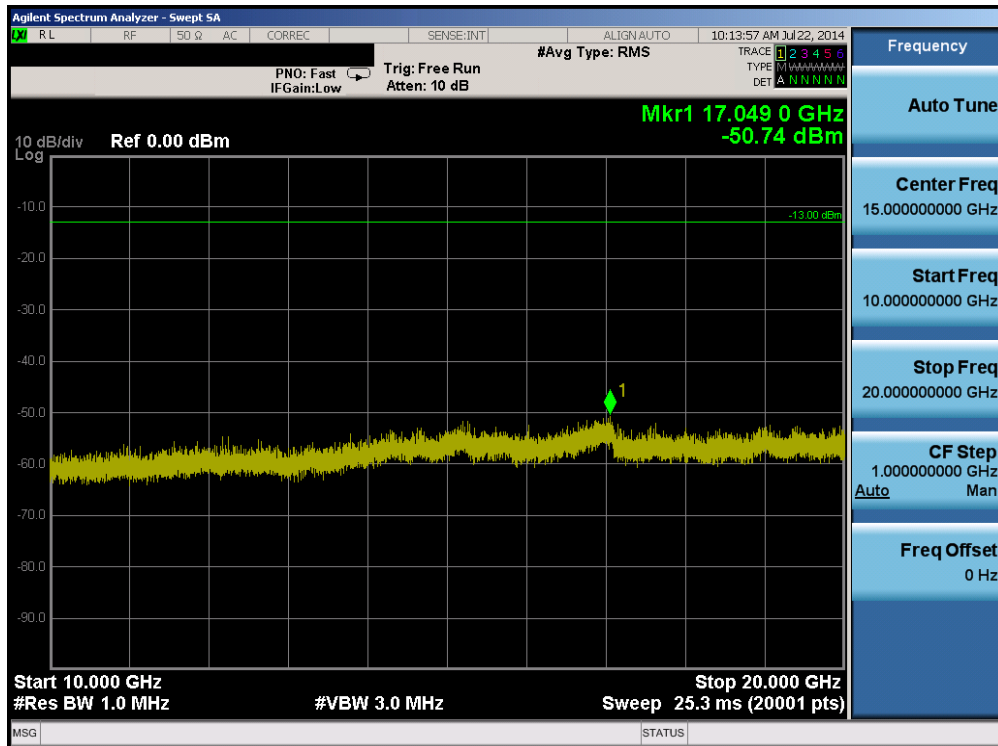 Agilent Spectrum Analyzer - Swept SA
LXI RL RF 50 Ω AC CORREC SENSE:INT ALIGN AUTO 10:13:57 AM Jul 22, 2014
PNO: Fast
IFGain:Low
Trig: Free Run
Atten: 10 dB
#Avg Type: RMS
TRACE 1 2 3 4 5 6
TYPE M WWWWW
DET A N N N N N
Mkr1 17.049 0 GHz
-50.74 dBm
10 dB/div Ref 0.00 dBm
Log
-10.0
-13.00 dBm
-20.0
-30.0
-40.0
1
-50.0
-60.0
-70.0
-80.0
-90.0
Start 10.000 GHz Stop 20.000 GHz
#Res BW 1.0 MHz #VBW 3.0 MHz Sweep 25.3 ms (20001 pts)
MSG STATUS
Frequency
Auto Tune
Center Freq
15.000000000 GHz
Start Freq
10.000000000 GHz
Stop Freq
20.000000000 GHz
CF Step
1.000000000 GHz
Auto Man
Freq Offset
0 Hz